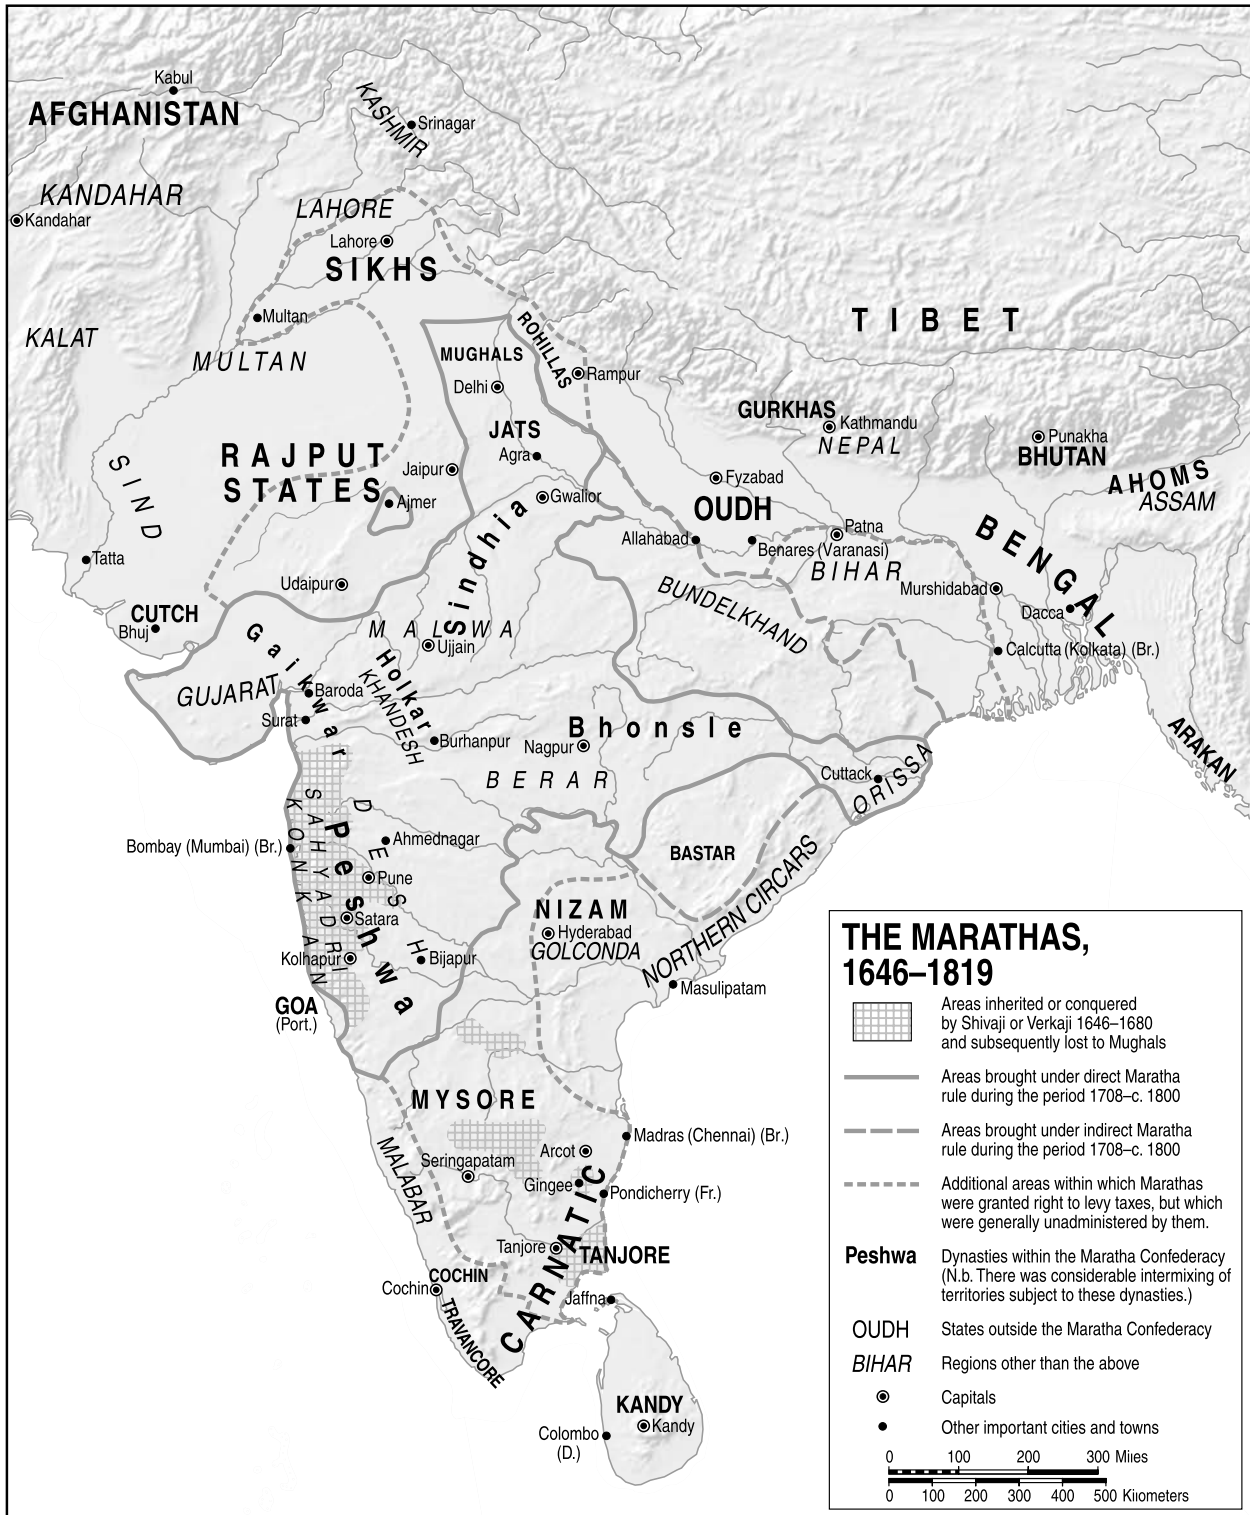 Kabul
AFGHANISTAN
KASHMIR
Srinagar
KANDAHAR
Kandahar
LAHORE
Lahore
SIKHS
Multan
MULTAN
KALAT
TIBET
ROHILLAS
MUGHALS
Delhi
Rampur
JATS
Agra
GURKHAS
Kathmandu
NEPAL
Punakha
BHUTAN
AHOMS
ASSAM
RAJPUT
STATES
Jaipur
Ajmer
SIND
Gwalior
Fyzabad
OUDH
Sindhia
Allahabad
Benares (Varanasi)
Patna
BIHAR
BENGAL
Tatta
Udaipur
BUNDELKHAND
Murshidabad
Dacca
CUTCH
Bhuj
MALWA
Ujjain
Calcutta (Kolkata) (Br.)
Gaikwar
GUJARAT
Baroda
Holkar
KHANDESH
Surat
Burhanpur
Bhonsle
Nagpur
BERAR
ARAKAN
Cuttack
ORISSA
SAHYADRI
KONKAN
DESH
Peshwa
Bombay (Mumbai) (Br.)
Ahmednagar
BASTAR
Pune
Satara
NIZAM
Hyderabad
GOLCONDA
NORTHERN CIRCARS
Kolhapur
Bijapur
Masulipatam
GOA
(Port.)
MYSORE
Madras (Chennai) (Br.)
Arcot
MALABAR
Seringapatam
Gingee
Pondicherry (Fr.)
CARNATIC
Tanjore
TANJORE
COCHIN
Cochin
TRAVANCORE
Jaffna
KANDY
Kandy
Colombo
(D.)
THE MARATHAS,
1646–1819
Areas inherited or conquered
by Shivaji or Verkaji 1646–1680
and subsequently lost to Mughals
Areas brought under direct Maratha
rule during the period 1708–c. 1800
Areas brought under indirect Maratha
rule during the period 1708–c. 1800
Additional areas within which Marathas
were granted right to levy taxes, but which
were generally unadministered by them.
Peshwa Dynasties within the Maratha Confederacy
(N.b. There was considerable intermixing of
territories subject to these dynasties.)
OUDH States outside the Maratha Confederacy
BIHAR Regions other than the above
Capitals
Other important cities and towns
0 100 200 300 Miles
0 100 200 300 400 500 Kilometers